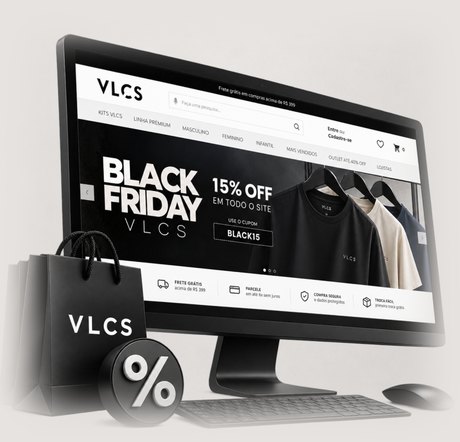 Frete grátis em compras acima de R$ 399
VLCS
Faça uma pesquisa...
Entre ou
Cadastre-se
0
KITS VLCS
LINHA PREMIUM
MASCULINO
FEMININO
INFANTIL
MAIS VENDIDOS
OUTLET ATÉ 40% OFF
LOJISTAS
BLACK
FRIDAY
VLCS
15% OFF
EM TODO O SITE
USE O CUPOM
BLACK15
VLCS
VLCS
FRETE GRÁTIS
acima de R$ 399
PARCELE
em até 6x sem juros
COMPRA SEGURA
e dados protegidos
TROCA FÁCIL
primeira troca grátis
VLCS
%